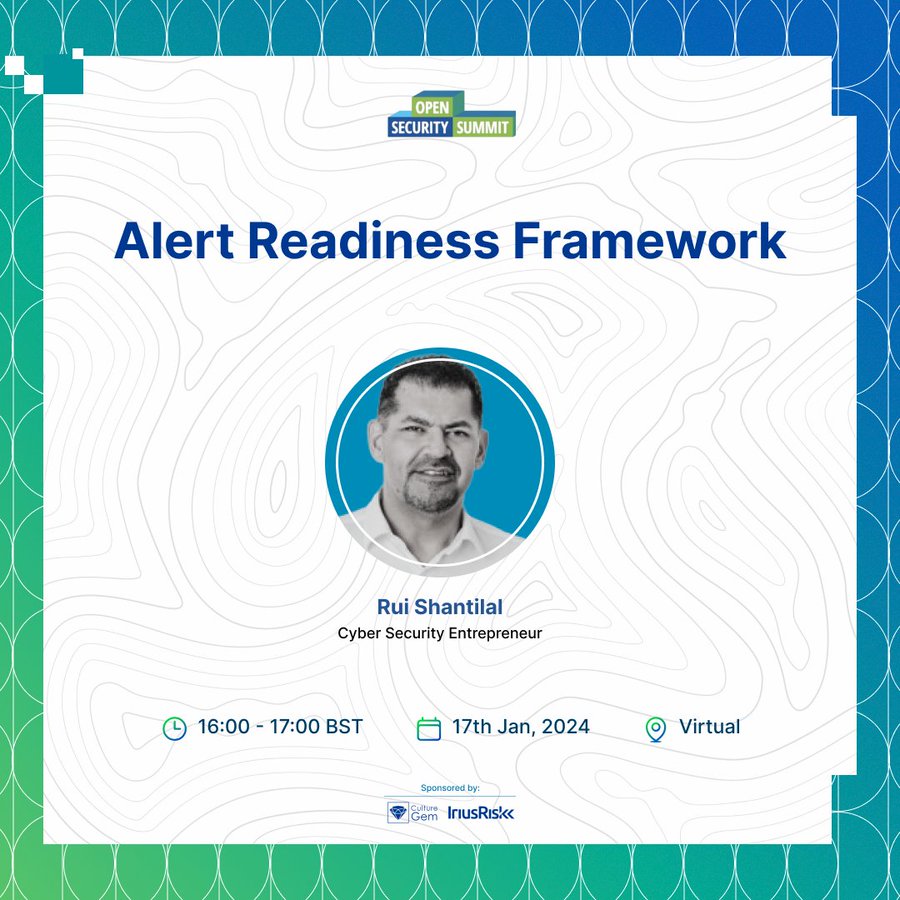 OPEN
SECURITY SUMMIT
Alert Readiness Framework
Rui Shantilal
Cyber Security Entrepreneur
16:00 - 17:00 BST
17th Jan, 2024
Virtual
Sponsored by:
Culture
Gem
IriusRisk